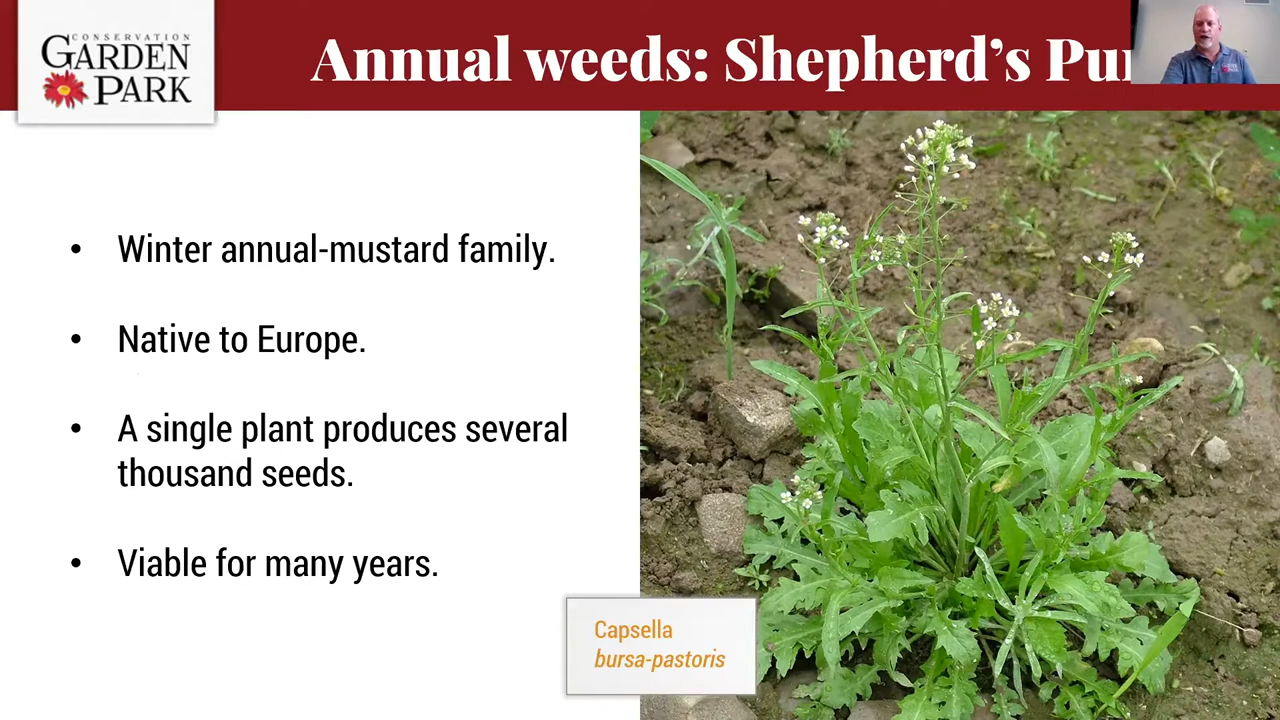 CONSERVATION
GARDEN
PARK
Annual weeds: Shepherd's Pur
• Winter annual-mustard family.
• Native to Europe.
• A single plant produces several
thousand seeds.
• Viable for many years.
Capsella
bursa-pastoris